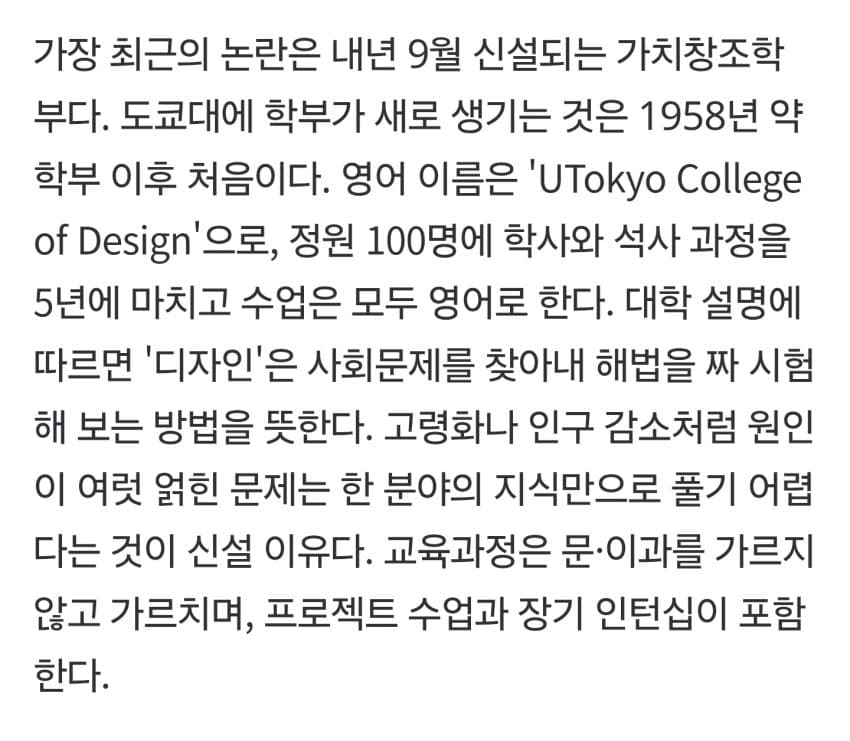 가장 최근의 논란은 내년 9월 신설되는 가치창조학
부다. 도쿄대에 학부가 새로 생기는 것은 1958년 약
학부 이후 처음이다. 영어 이름은 'UTokyo College
of Design'으로, 정원 100명에 학사와 석사 과정을
5년에 마치고 수업은 모두 영어로 한다. 대학 설명에
따르면 '디자인'은 사회문제를 찾아내 해법을 짜 시험
해 보는 방법을 뜻한다. 고령화나 인구 감소처럼 원인
이 여럿 얽힌 문제는 한 분야의 지식만으로 풀기 어렵
다는 것이 신설 이유다. 교육과정은 문·이과를 가르지
않고 가르치며, 프로젝트 수업과 장기 인턴십이 포함
한다.